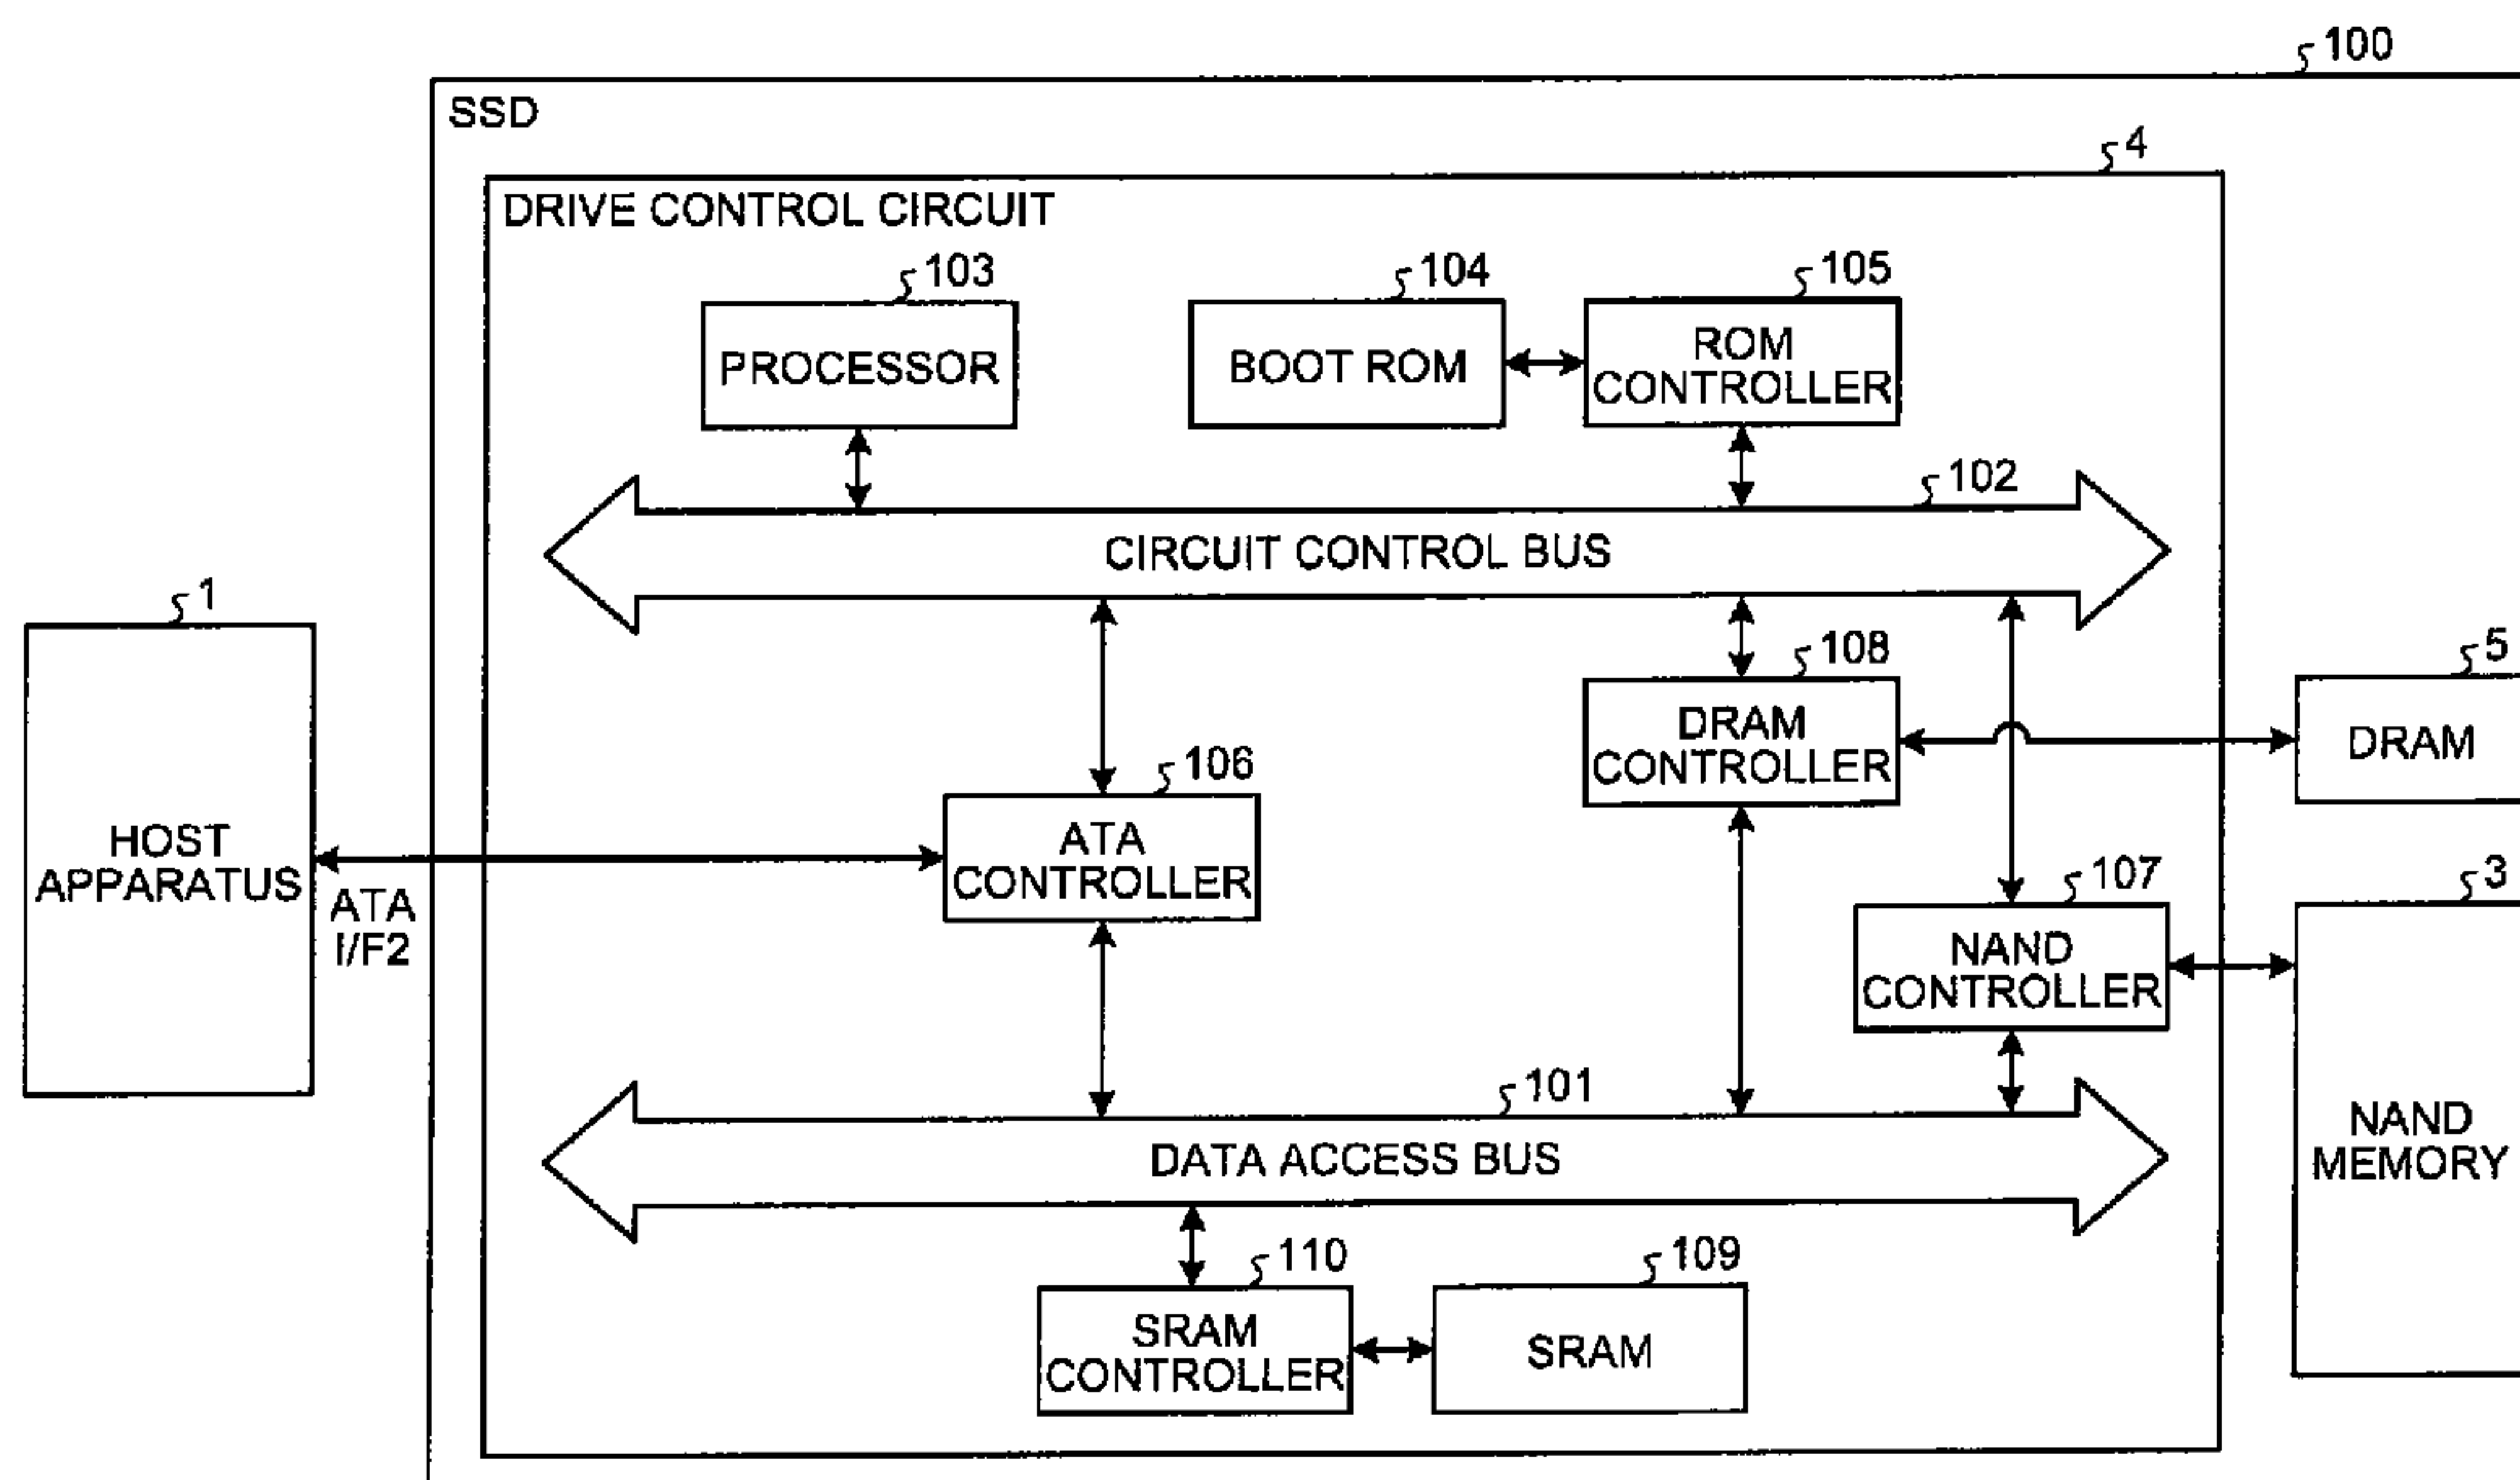 100
SSD
4
DRIVE CONTROL CIRCUIT
103
104
105
PROCESSOR
BOOT ROM
ROM
CONTROLLER
102
CIRCUIT CONTROL BUS
1
HOST
APPARATUS
ATA
I/F2
108
DRAM
CONTROLLER
5
DRAM
106
ATA
CONTROLLER
107
NAND
CONTROLLER
3
NAND
MEMORY
101
DATA ACCESS BUS
110
SRAM
CONTROLLER
109
SRAM